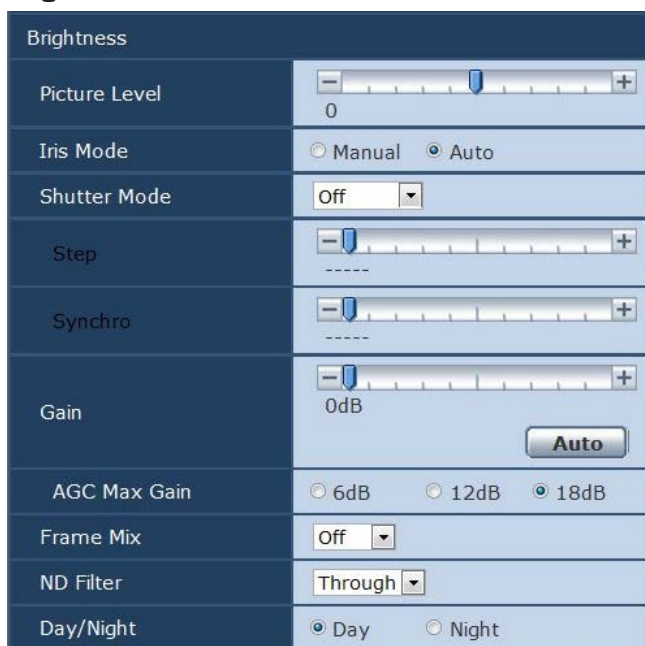 Brightness
Picture Level
0
Iris Mode Manual Auto
Shutter Mode Off
Step
-----
Synchro
-----
Gain
0dB
Auto
AGC Max Gain 6dB 12dB 18dB
Frame Mix Off
ND Filter Through
Day/Night Day Night